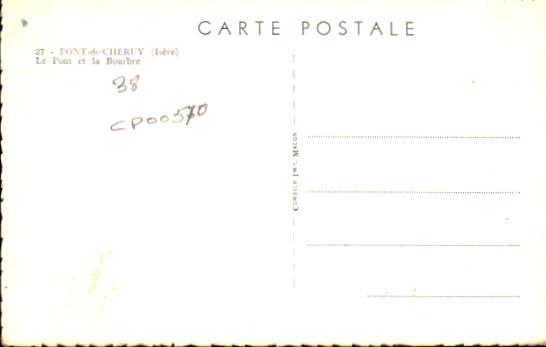 CARTE POSTALE
27 - PONT-de-CHERUY (Isère)
Le Pont et la Bourbre
38
CP00570
COMBIER IMP. MACON